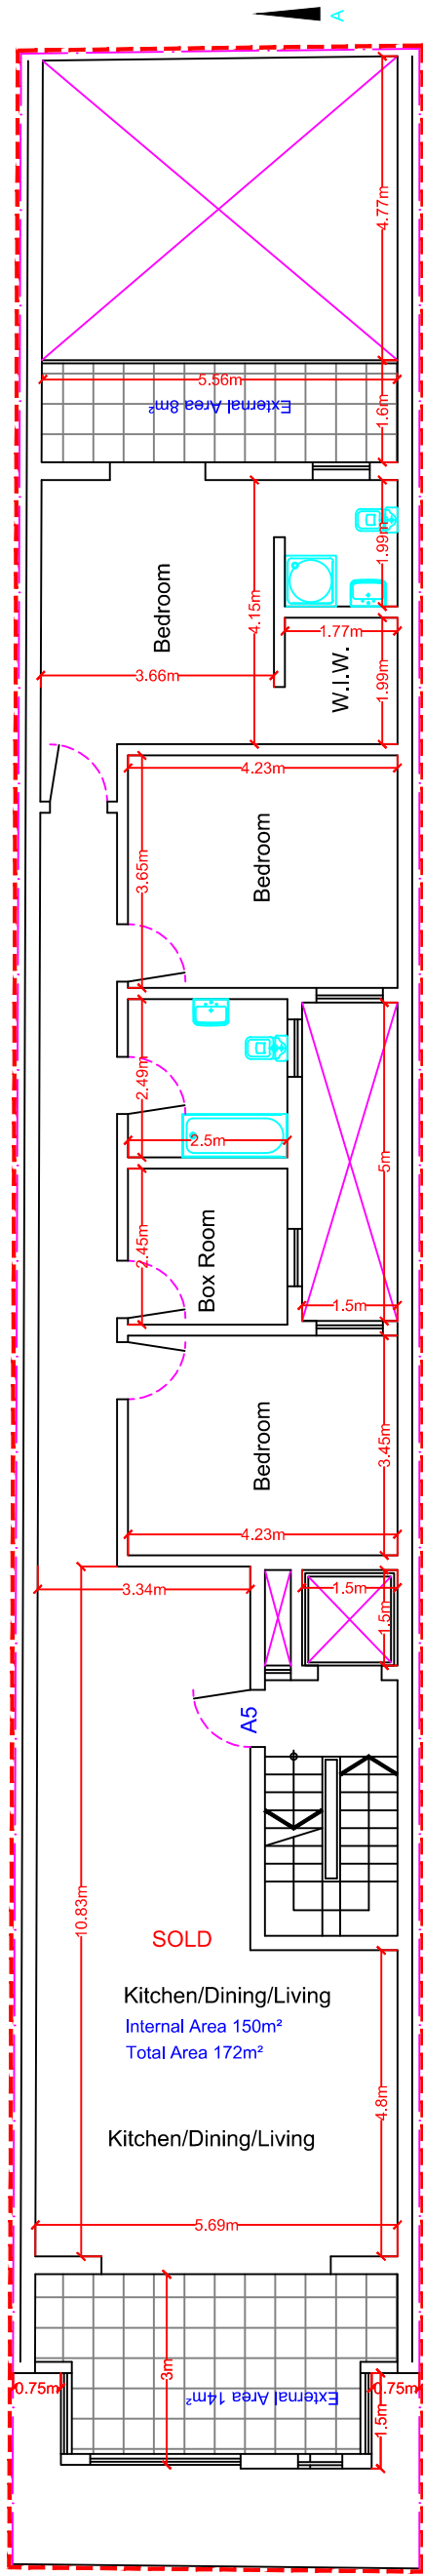 A
4.77m
5.56m
External Area 8m²
1.6m
1.99m
4.15m
Bedroom
1.77m
3.66m
W.I.W.
1.99m
4.23m
3.65m
Bedroom
2.49m
2.5m
5m
2.45m
Box Room
1.5m
Bedroom
3.45m
4.23m
3.34m
1.5m
1.5m
A5
10.83m
SOLD
Kitchen/Dining/Living
Internal Area 150m²
Total Area 172m²
4.8m
Kitchen/Dining/Living
5.69m
3m
0.75m
0.75m
External Area 14m²
1.5m